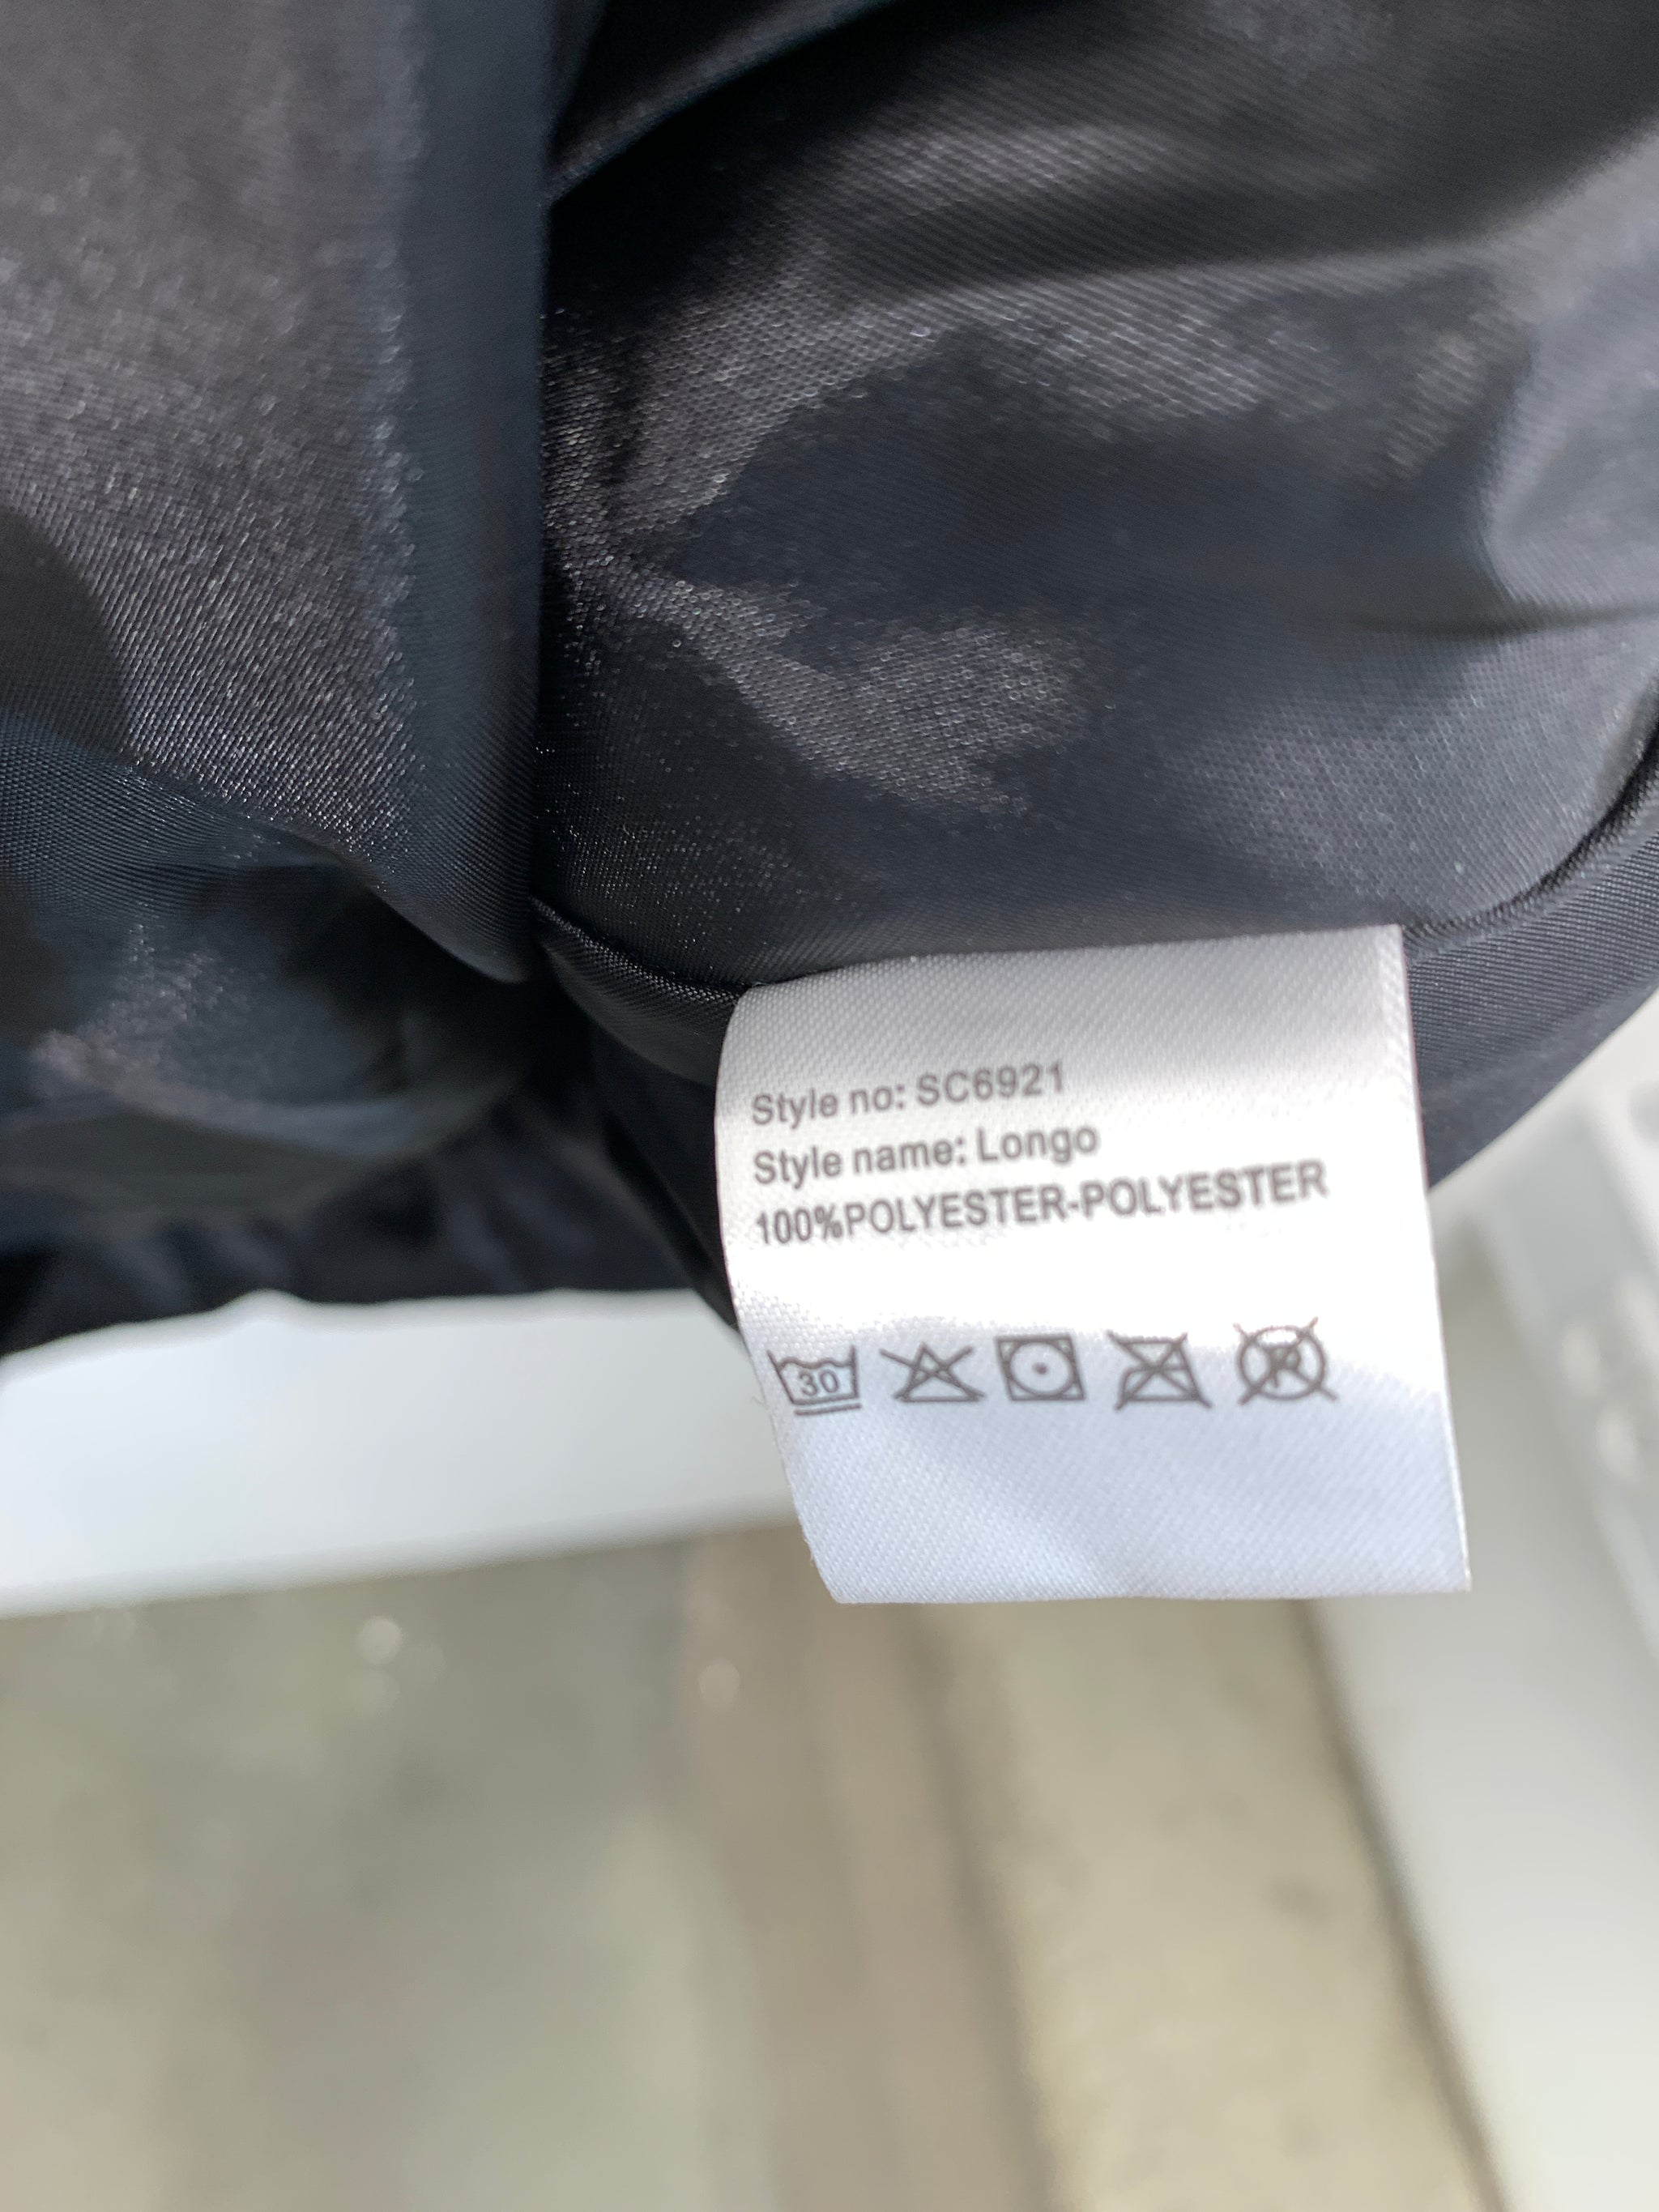 Style no: SC6921
Style name: Longo
100%POLYESTER-POLYESTER
30 P